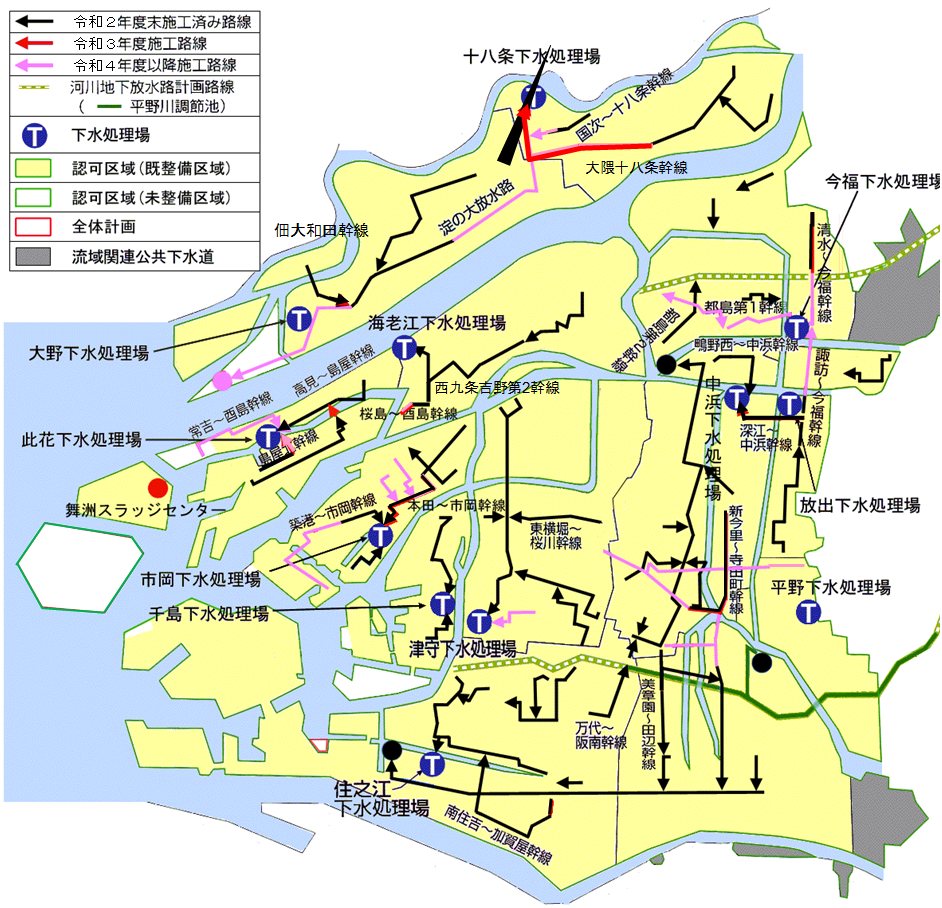 令和２年度末施工済み路線
令和３年度施工路線
令和４年度以降施工路線
河川地下放水路計画路線
（ 平野川調節池）
T 下水処理場
認可区域（既整備区域）
認可区域（未整備区域）
全体計画
流域関連公共下水道
十八条下水処理場
T
国次～十八条幹線
大隈十八条幹線
淀の大放水路
佃大和田幹線
今福下水処理場
清水～今福幹線
都島第1幹線
T
鴫野西～中浜幹線
諏訪～今福幹線
T
大野下水処理場
海老江下水処理場
T
高見～島屋幹線
西九条吉野第2幹線
常吉～酉島幹線
桜島～酉島幹線
此花下水処理場
T
舞洲スラッジセンター
中浜下水処理場
T
T
深江～
中浜幹線
放出下水処理場
築港～市岡幹線
本田～市岡幹線
T
市岡下水処理場
東横堀～
桜川幹線
新今里～寺田町幹線
平野下水処理場
T
千島下水処理場
T
T
津守下水処理場
万代～
阪南幹線
美章園～田辺幹線
T
住之江
下水処理場
南住吉～加賀屋幹線